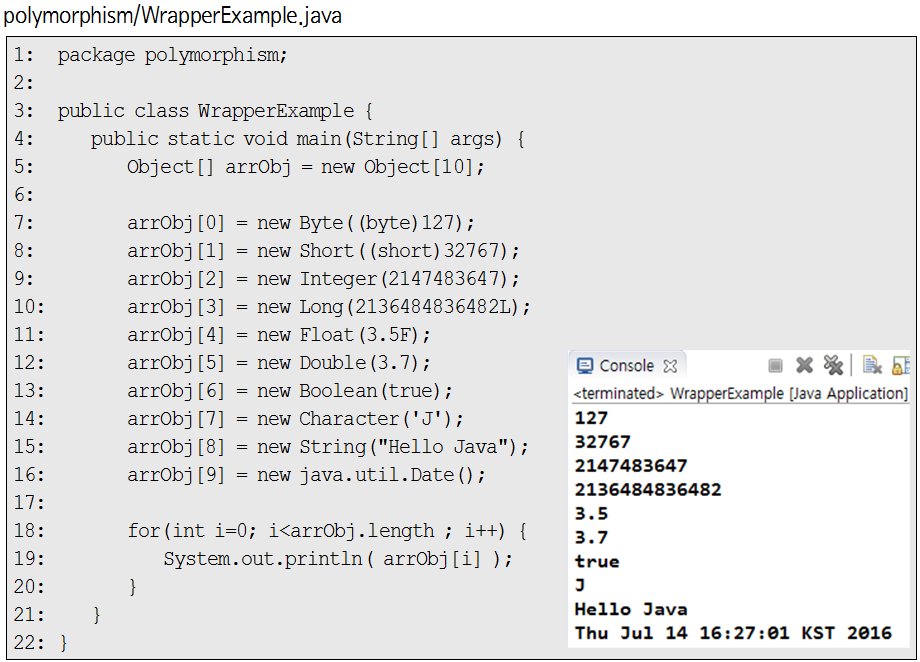 polymorphism/WrapperExample.java
1: package polymorphism;
2:
3: public class WrapperExample {
4: public static void main(String[] args) {
5: Object[] arrObj = new Object[10];
6:
7: arrObj[0] = new Byte((byte)127);
8: arrObj[1] = new Short((short)32767);
9: arrObj[2] = new Integer(2147483647);
10: arrObj[3] = new Long(2136484836482L);
11: arrObj[4] = new Float(3.5F);
12: arrObj[5] = new Double(3.7);
13: arrObj[6] = new Boolean(true);
14: arrObj[7] = new Character('J');
15: arrObj[8] = new String("Hello Java");
16: arrObj[9] = new java.util.Date();
17:
18: for(int i=0; i<arrObj.length ; i++) {
19: System.out.println( arrObj[i] );
20: }
21: }
22: }
Console
<terminated> WrapperExample [Java Application]
127
32767
2147483647
2136484836482
3.5
3.7
true
J
Hello Java
Thu Jul 14 16:27:01 KST 2016